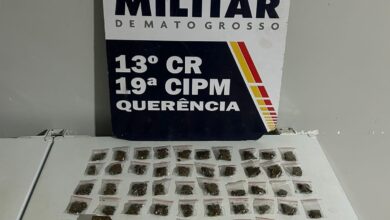 MILITAR
DE MATO GROSSO
13º CR
19ª CIPM
QUERÊNCIA